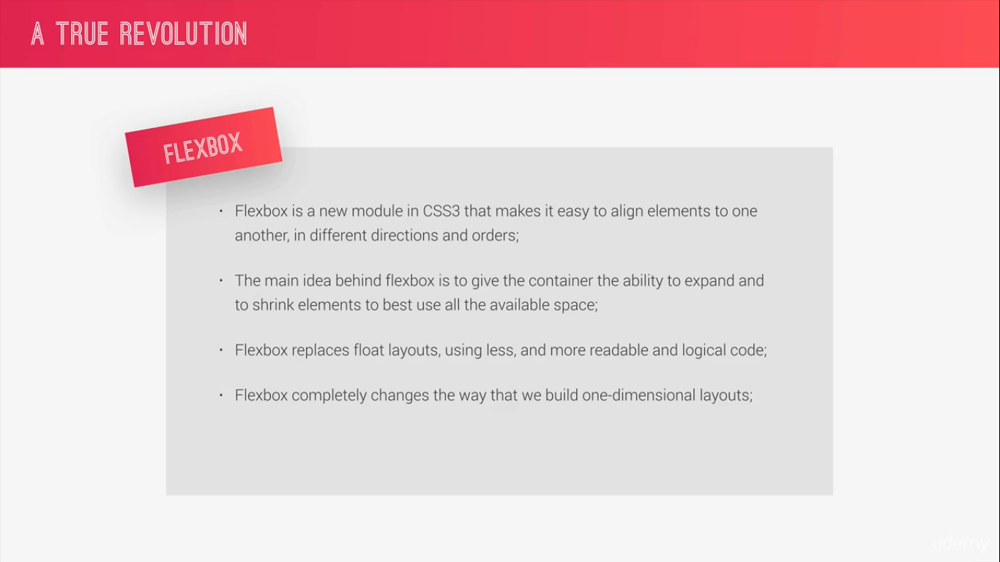 A TRUE REVOLUTION
FLEXBOX
• Flexbox is a new module in CSS3 that makes it easy to align elements to one
another, in different directions and orders;
• The main idea behind flexbox is to give the container the ability to expand and
to shrink elements to best use all the available space;
• Flexbox replaces float layouts, using less, and more readable and logical code;
• Flexbox completely changes the way that we build one-dimensional layouts;
udemy